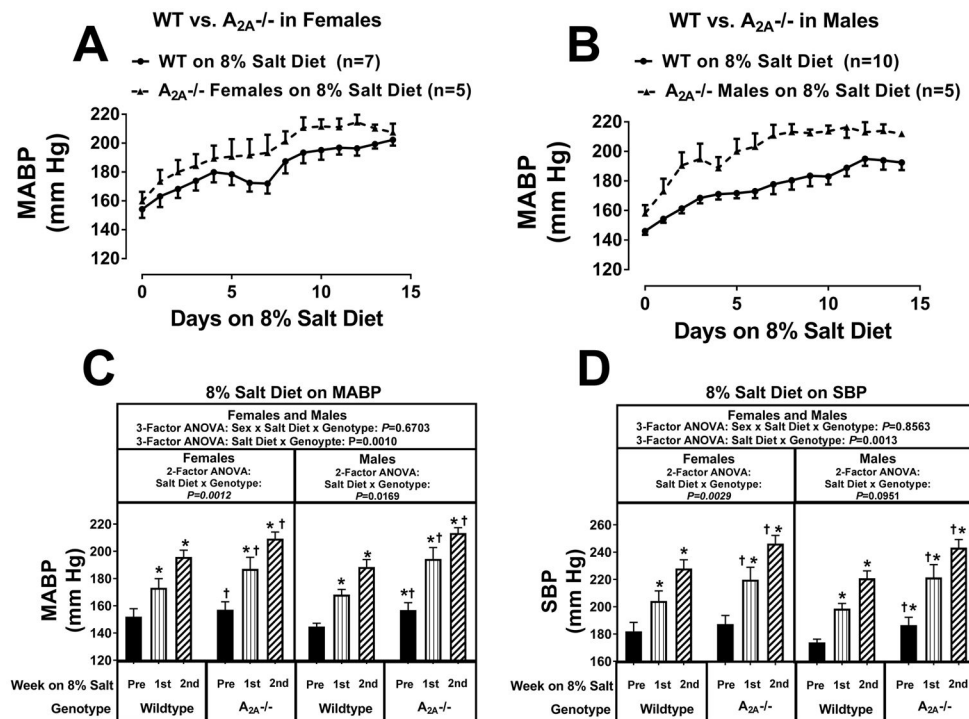 WT vs. A2A-/- in Females
A
WT on 8% Salt Diet (n=7)
A2A-/- Females on 8% Salt Diet (n=5)
220
200
180
160
140
120
MABP
(mm Hg)
0
5
10
15
Days on 8% Salt Diet
WT vs. A2A-/- in Males
B
WT on 8% Salt Diet (n=10)
A2A-/- Males on 8% Salt Diet (n=5)
220
200
180
160
140
120
MABP
(mm Hg)
0
5
10
15
Days on 8% Salt Diet
C
8% Salt Diet on MABP
Females and Males
3-Factor ANOVA: Sex x Salt Diet x Genotype: P=0.6703
3-Factor ANOVA: Salt Diet x Genoypte: P=0.0010
Females
2-Factor ANOVA:
Salt Diet x Genotype:
P=0.0012
Males
2-Factor ANOVA:
Salt Diet x Genotype:
P=0.0169
220
200
180
160
140
120
MABP
(mm Hg)
* * † *† *† * * *† *† *†
Week on 8% Salt Pre 1st 2nd Pre 1st 2nd Pre 1st 2nd Pre 1st 2nd
Genotype Wildtype A2A-/- Wildtype A2A-/-
D
8% Salt Diet on SBP
Females and Males
3-Factor ANOVA: Sex x Salt Diet x Genotype: P=0.8563
3-Factor ANOVA: Salt Diet x Genotype: P=0.0013
Females
2-Factor ANOVA:
Salt Diet x Genotype:
P=0.0029
Males
2-Factor ANOVA:
Salt Diet x Genotype:
P=0.0951
260
240
220
200
180
160
SBP
(mm Hg)
* * †* †* * * †* †* †*
Week on 8% Salt Pre 1st 2nd Pre 1st 2nd Pre 1st 2nd Pre 1st 2nd
Genotype Wildtype A2A-/- Wildtype A2A-/-